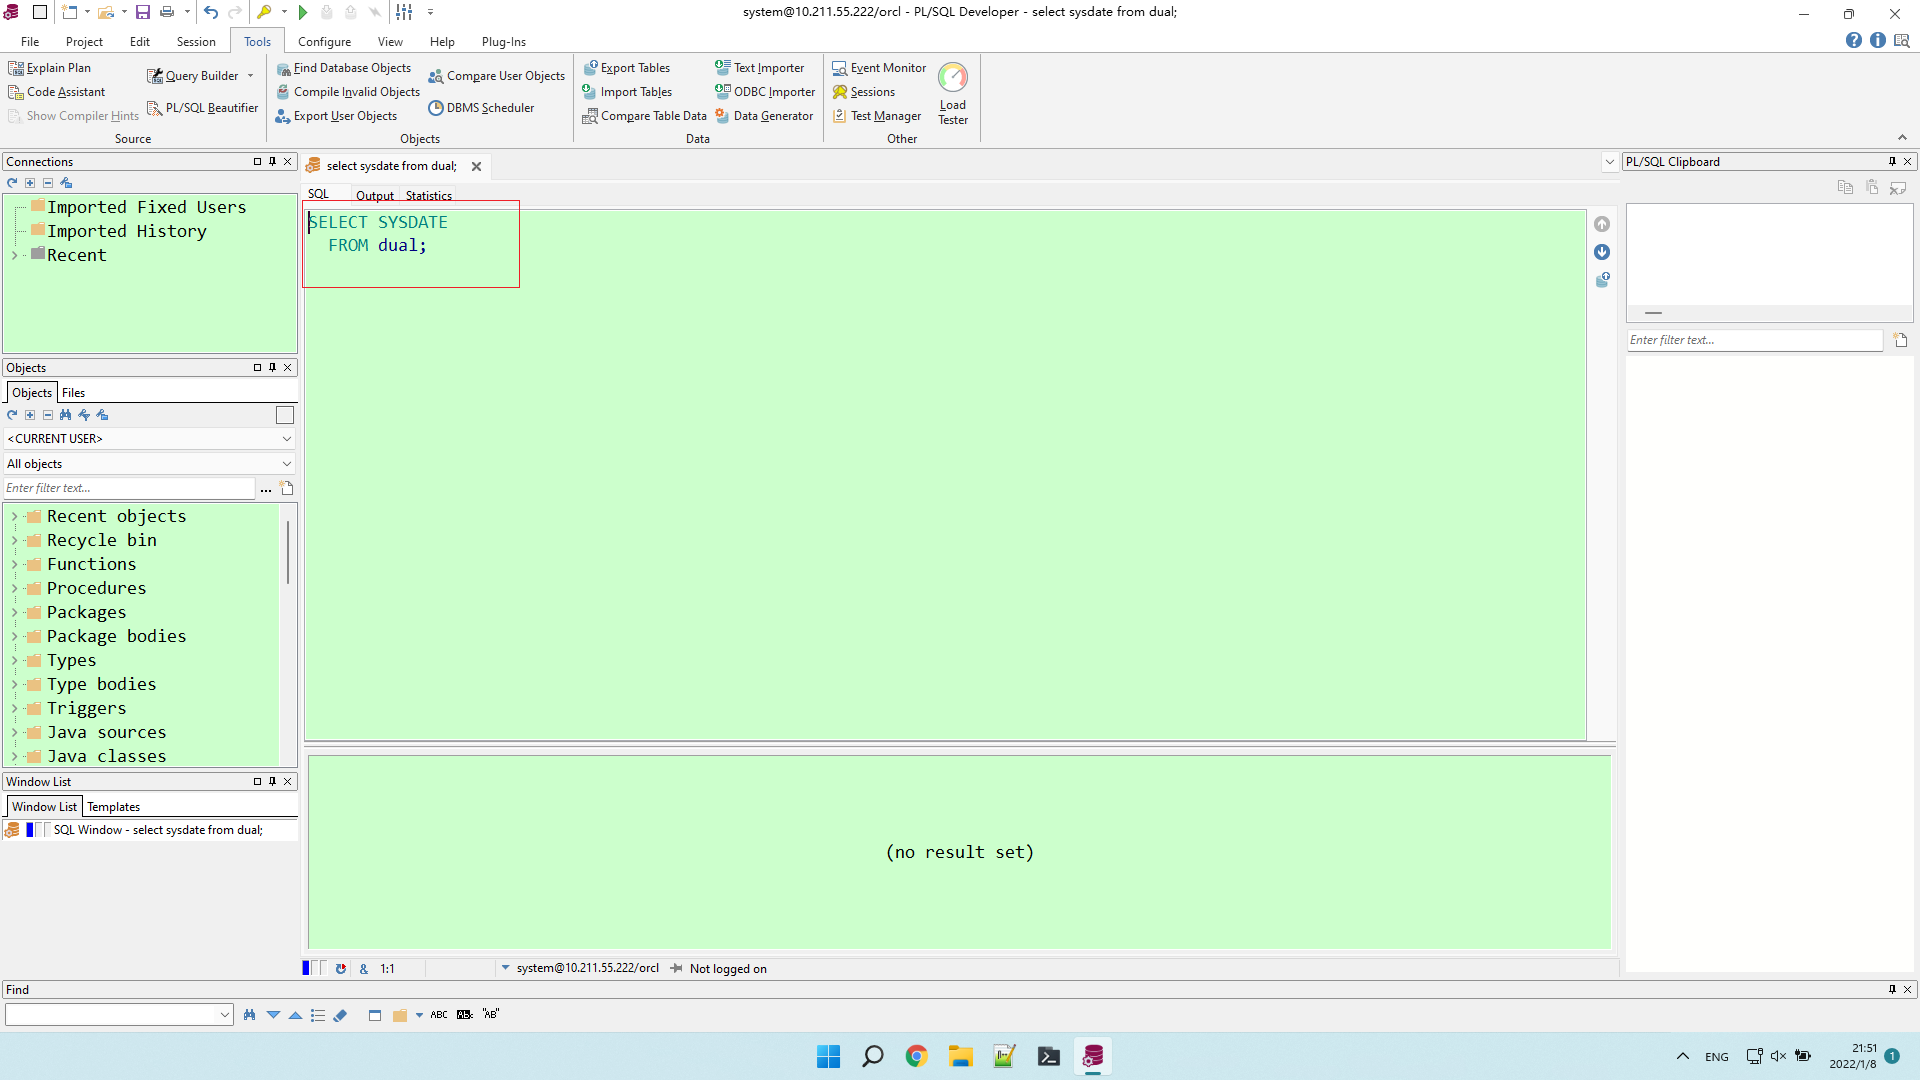 system@10.211.55.222/orcl - PL/SQL Developer - select sysdate from dual;
File Project Edit Session Tools Configure View Help Plug-Ins
Explain Plan
Code Assistant
Show Compiler Hints
Query Builder
PL/SQL Beautifier
Source
Find Database Objects
Compile Invalid Objects
Export User Objects
Compare User Objects
DBMS Scheduler
Objects
Export Tables
Import Tables
Compare Table Data
Text Importer
ODBC Importer
Data Generator
Data
Event Monitor
Sessions
Test Manager
Load
Tester
Other
Connections
Imported Fixed Users
Imported History
Recent
Objects
Objects Files
<CURRENT USER>
All objects
Enter filter text...
...
Recent objects
Recycle bin
Functions
Procedures
Packages
Package bodies
Types
Type bodies
Triggers
Java sources
Java classes
Window List
Window List Templates
SQL Window - select sysdate from dual;
select sysdate from dual;
SQL Output Statistics
SELECT SYSDATE
FROM dual;
(no result set)
& 1:1 system@10.211.55.222/orcl Not logged on
PL/SQL Clipboard
Enter filter text...
Find
ABC AB "AB"
ENG
21:51
2022/1/8
1